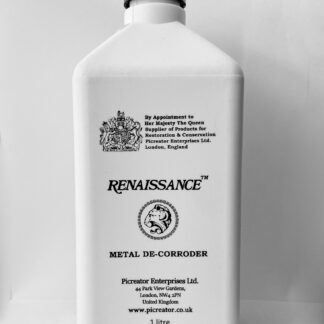 By Appointment to
Her Majesty The Queen
Supplier of Products for
Restoration & Conservation
Picreator Enterprises Ltd.
London, England
RENAISSANCE™
METAL DE-CORRODER
Picreator Enterprises Ltd.
44 Park View Gardens,
London, NW4 2PN
United Kingdom
www.picreator.co.uk
1 litre